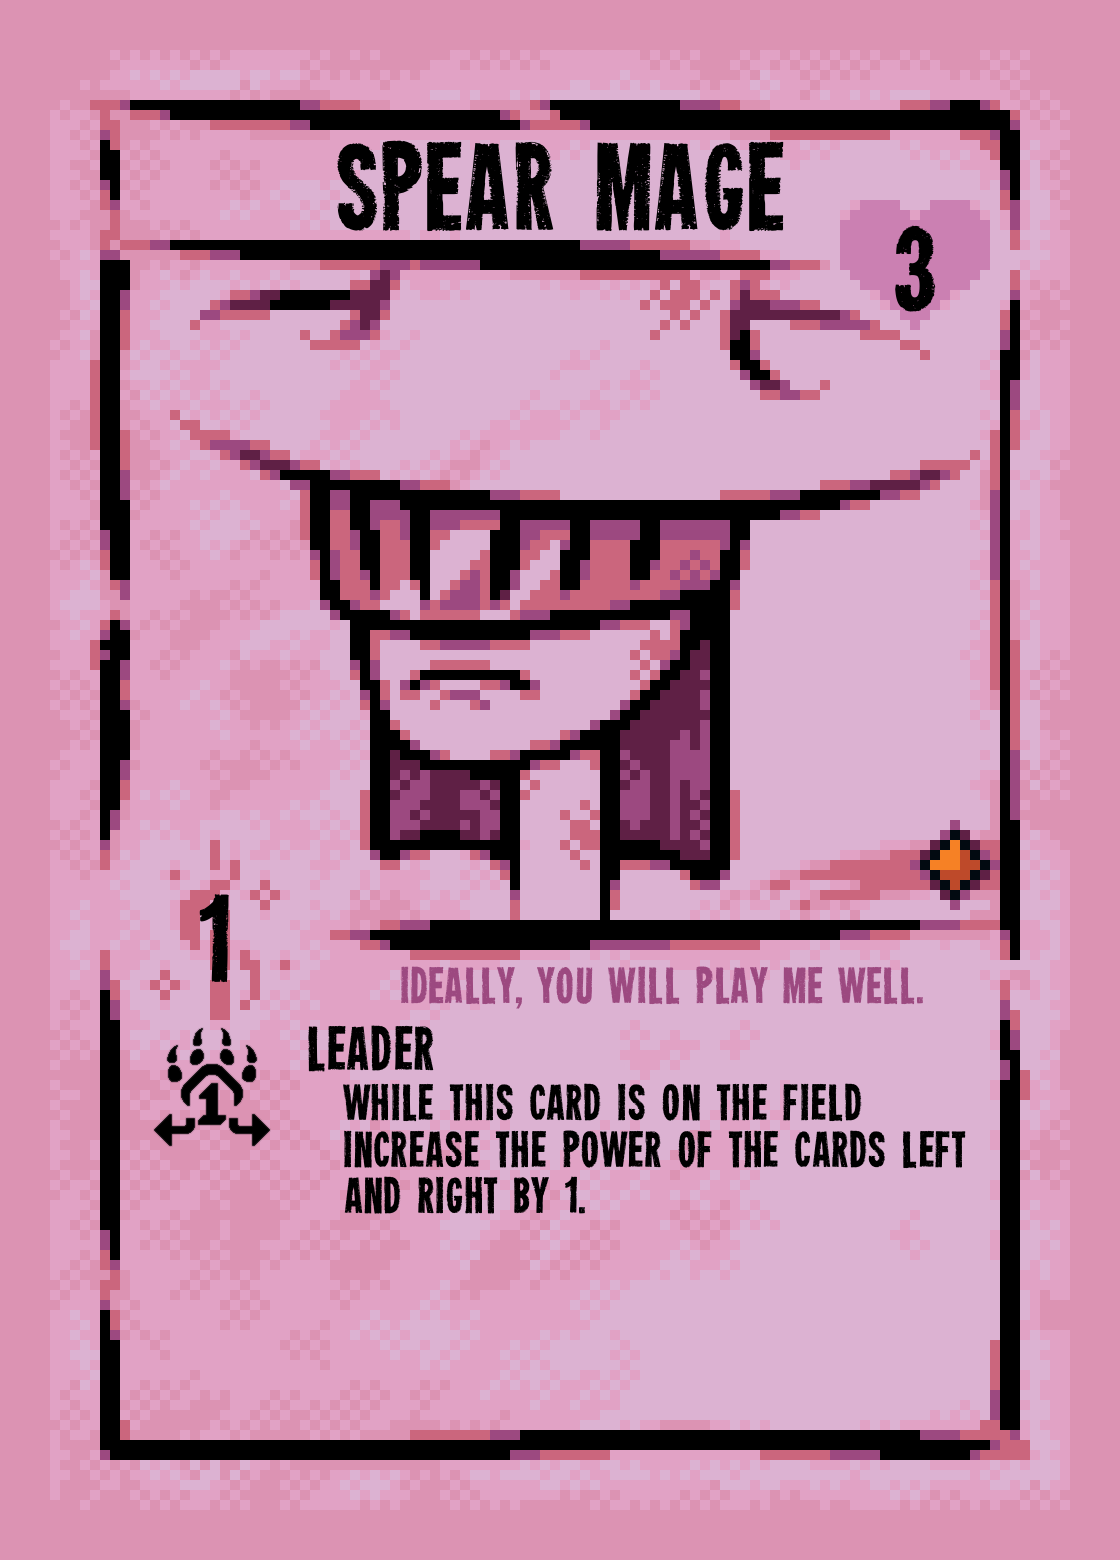 SPEAR MAGE
3
1
IDEALLY, YOU WILL PLAY ME WELL.
1
LEADER
WHILE THIS CARD IS ON THE FIELD
INCREASE THE POWER OF THE CARDS LEFT
AND RIGHT BY 1.